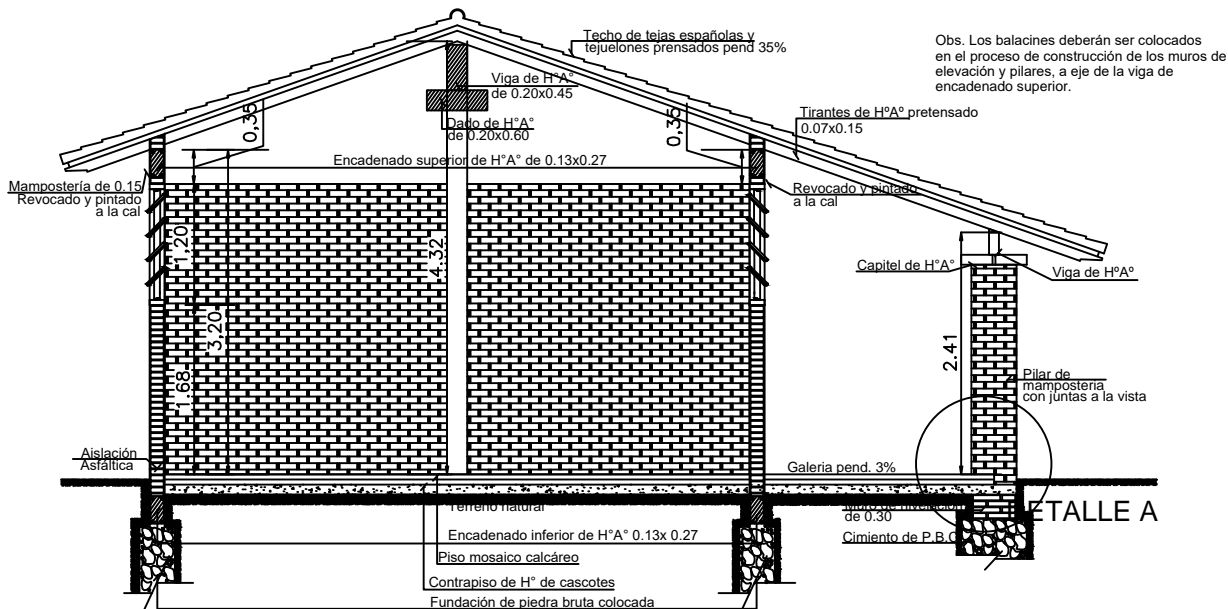 Techo de tejas españolas y
tejuelones prensados pend 35%
Obs. Los balacines deberán ser colocados
en el proceso de construcción de los muros de
elevación y pilares, a eje de la viga de
encadenado superior.
Viga de H°A°
de 0.20x0.45
0,35
0,35
Tirantes de HºAº pretensado
0.07x0.15
Dado de H°A°
de 0.20x0.60
Encadenado superior de H°A° de 0.13x0.27
Mampostería de 0.15
Revocado y pintado
a la cal
Revocado y pintado
a la cal
1,20
4.32
Capitel de H°A°
Viga de HºAº
3,20
2.41
1.68
Pilar de
mamposteria
con juntas a la vista
Aislación
Asfáltica
Galeria pend. 3%
Terreno natural
Muro de nivelación
de 0.30
ETALLE A
Encadenado inferior de H°A° 0.13x 0.27
Cimiento de P.B.C
Piso mosaico calcáreo
Contrapiso de H° de cascotes
Fundación de piedra bruta colocada